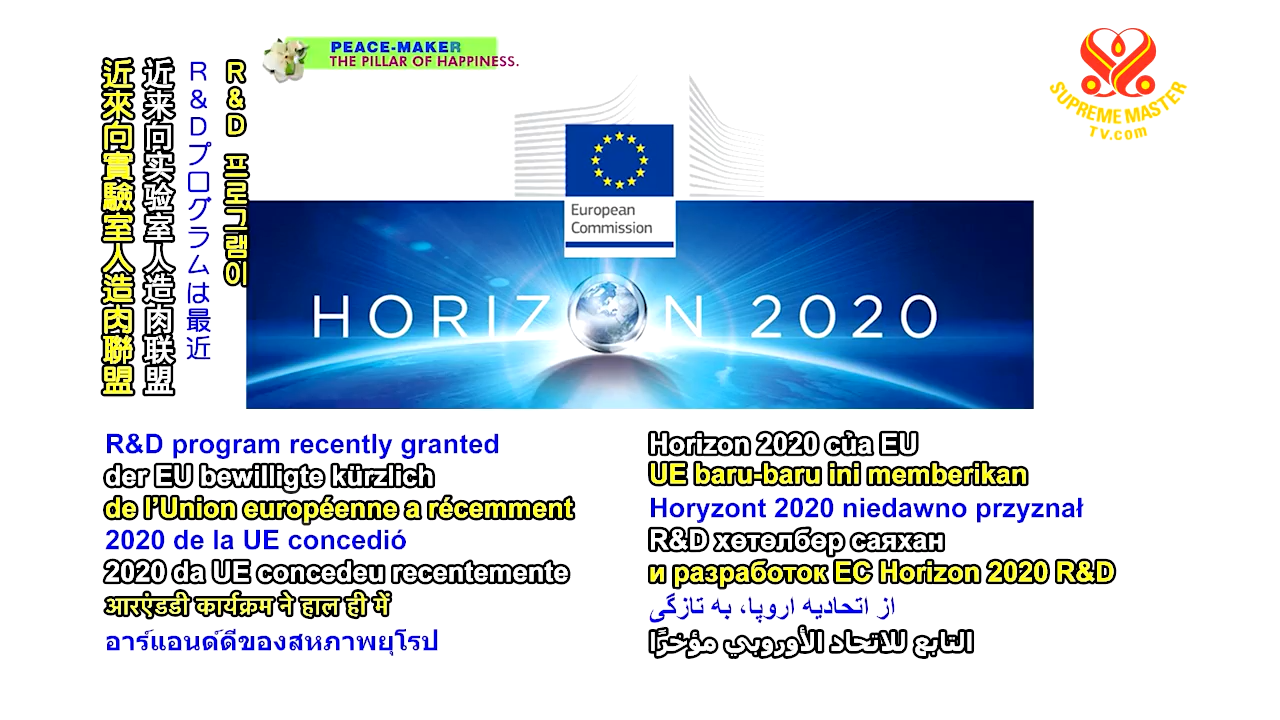 PEACE-MAKER
THE PILLAR OF HAPPINESS.
SUPREME MASTER
TV.com
近來向實驗室人造肉聯盟
近来向实验室人造肉联盟
R&Dプログラムは最近
R&D 프로그램이
European
Commission
HORIZON 2020
R&D program recently granted
der EU bewilligte kürzlich
de l’Union européenne a récemment
2020 de la UE concedió
2020 da UE concedeu recentemente
आरएंडडी कार्यक्रम ने हाल ही में
อาร์แอนด์ดีของสหภาพยุโรป
Horizon 2020 của EU
UE baru-baru ini memberikan
Horyzont 2020 niedawno przyznał
R&D хөтөлбөр саяхан
и разработок ЕС Horizon 2020 R&D
از اتحادیه اروپا، به تازگی
التابع للاتحاد الأوروبي مؤخرًا